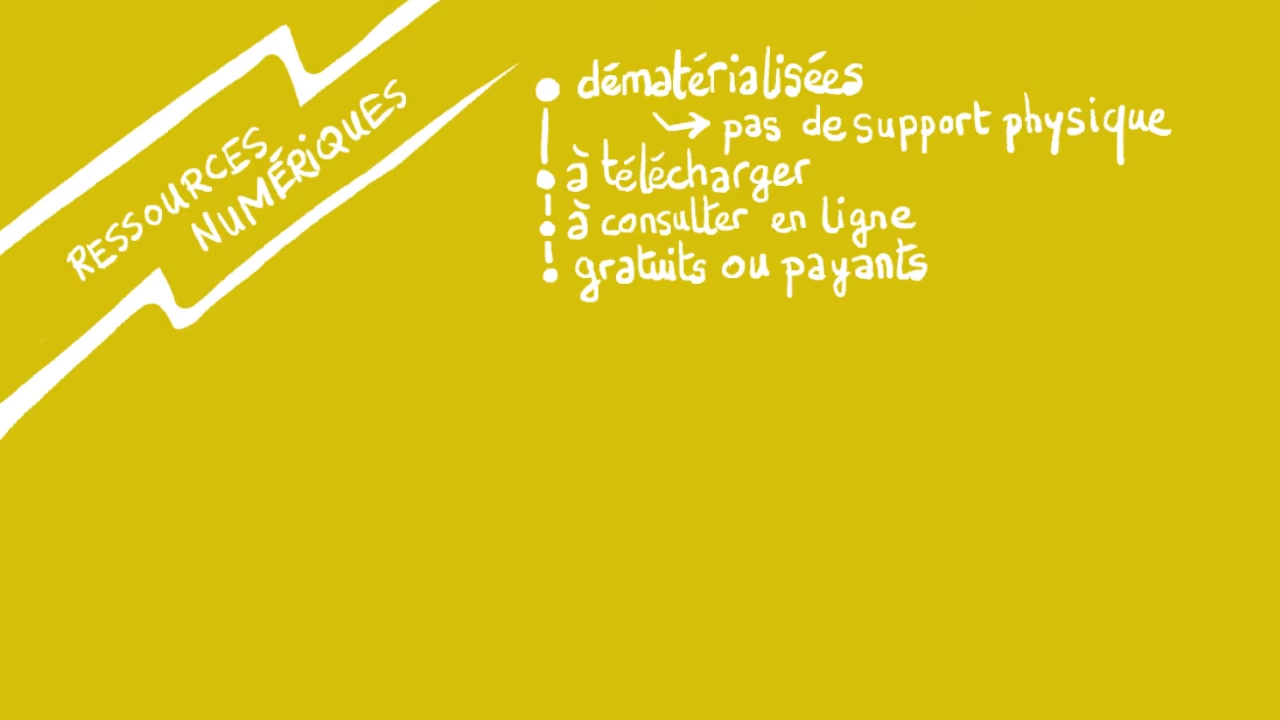 RESSOURCES
NUMÉRIQUES
dématérialisées
pas de support physique
à télécharger
à consulter en ligne
gratuits ou payants